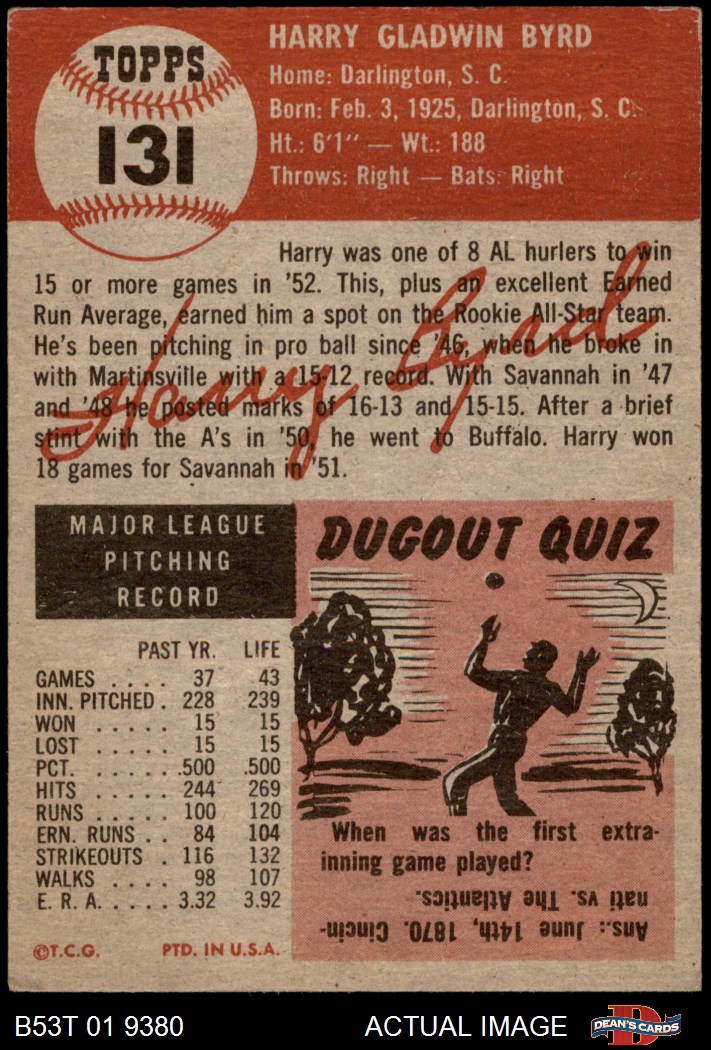 TOPPS
131
HARRY GLADWIN BYRD
Home: Darlington, S. C.
Born: Feb. 3, 1925, Darlington, S. C.
Ht.: 6'1" — Wt.: 188
Throws: Right — Bats: Right
Harry was one of 8 AL hurlers to win
15 or more games in '52. This, plus an excellent Earned
Run Average, earned him a spot on the Rookie All-Star team.
He's been pitching in pro ball since '46, when he broke in
with Martinsville with a 15-12 record. With Savannah in '47
and '48 he posted marks of 16-13 and 15-15. After a brief
stint with the A's in '50, he went to Buffalo. Harry won
18 games for Savannah in '51.
Harry Byrd
MAJOR LEAGUE
PITCHING
RECORD
PAST YR. LIFE
GAMES . . . . 37 43
INN. PITCHED . 228 239
WON . . . . . 15 15
LOST . . . . . 15 15
PCT. . . . . . .500 .500
HITS . . . . . 244 269
RUNS . . . . . 100 120
ERN. RUNS . . 84 104
STRIKEOUTS . 116 132
WALKS . . . . 98 107
E. R. A. . . . . 3.32 3.92
©T.C.G. PTD. IN U.S.A.
DUGOUT QUIZ
When was the first extra-
inning game played?
Ans.: June 14th, 1870. Cincin-
nati vs. The Atlantics.
B53T 01 9380 ACTUAL IMAGE
D
DEAN'S CARDS